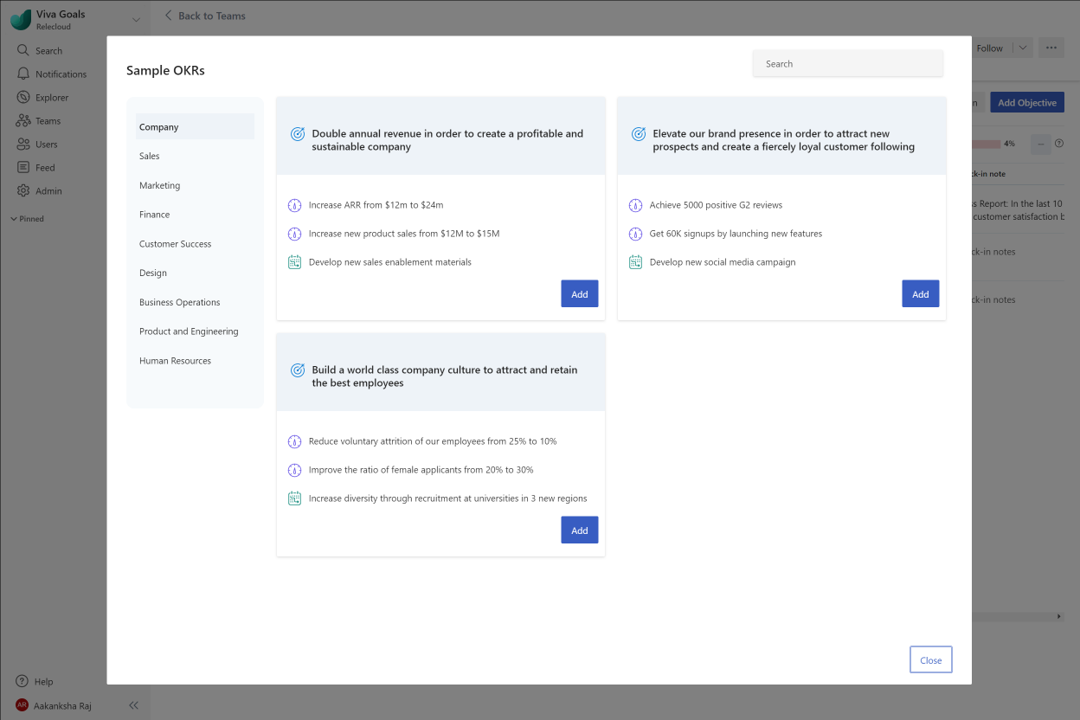 Viva Goals
Relecloud
Back to Teams
Search
Notifications
Explorer
Teams
Users
Feed
Admin
Pinned
Follow
Add Objective
4%
ck-in note
s Report: In the last 10
customer satisfaction b
ck-in notes
ck-in notes
Sample OKRs
Search
Company
Sales
Marketing
Finance
Customer Success
Design
Business Operations
Product and Engineering
Human Resources
Double annual revenue in order to create a profitable and
sustainable company
Increase ARR from $12m to $24m
Increase new product sales from $12M to $15M
Develop new sales enablement materials
Add
Elevate our brand presence in order to attract new
prospects and create a fiercely loyal customer following
Achieve 5000 positive G2 reviews
Get 60K signups by launching new features
Develop new social media campaign
Add
Build a world class company culture to attract and retain
the best employees
Reduce voluntary attrition of our employees from 25% to 10%
Improve the ratio of female applicants from 20% to 30%
Increase diversity through recruitment at universities in 3 new regions
Add
Close
Help
AR Aakanksha Raj